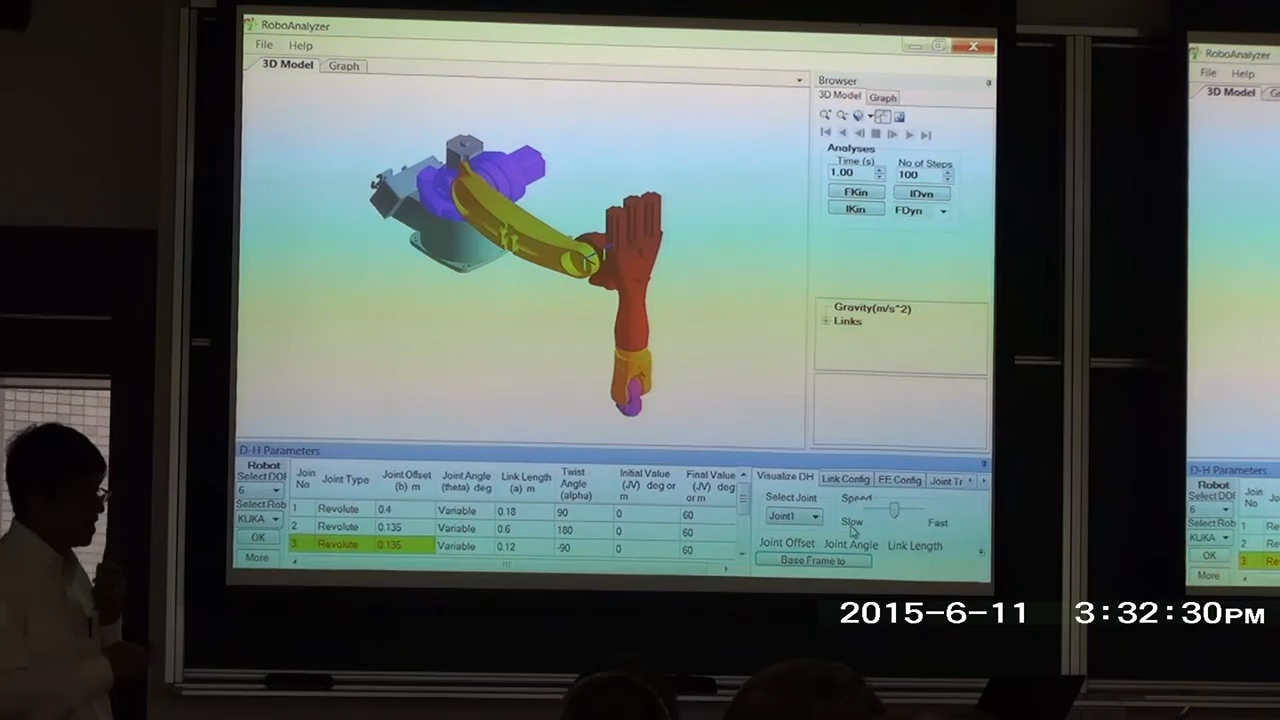 RoboAnalyzer
File Help
3D Model Graph
Browser
3D Model Graph
Analyses
Time (s) No of Steps
1.00 100
FKin IDyn
IKin FDyn
Gravity(m/s^2)
Links
D-H Parameters
Robot
Select DOF
6
Select Rob
KUKA
OK
More
Join No Joint Type Joint Offset (b) m Joint Angle (theta) deg Link Length (a) m Twist Angle (alpha) Initial Value (JV) deg or m Final Value (JV) deg or m
1 Revolute 0.4 Variable 0.18 90 0 60
2 Revolute 0.135 Variable 0.6 180 0 60
3 Revolute 0.135 Variable 0.12 -90 0 60
Visualize DH Link Config EE Config Joint Tr
Select Joint Speed
Joint1
Slow Fast
Joint Offset Joint Angle Link Length
Base Frame to
RoboAnalyzer
File Help
3D Model
D-H Parameters
Robot
Select DOF
6
Select Rob
KUKA
OK
More
Join No
1 Re
2 Re
3 Re
2015-6-11 3:32:30PM